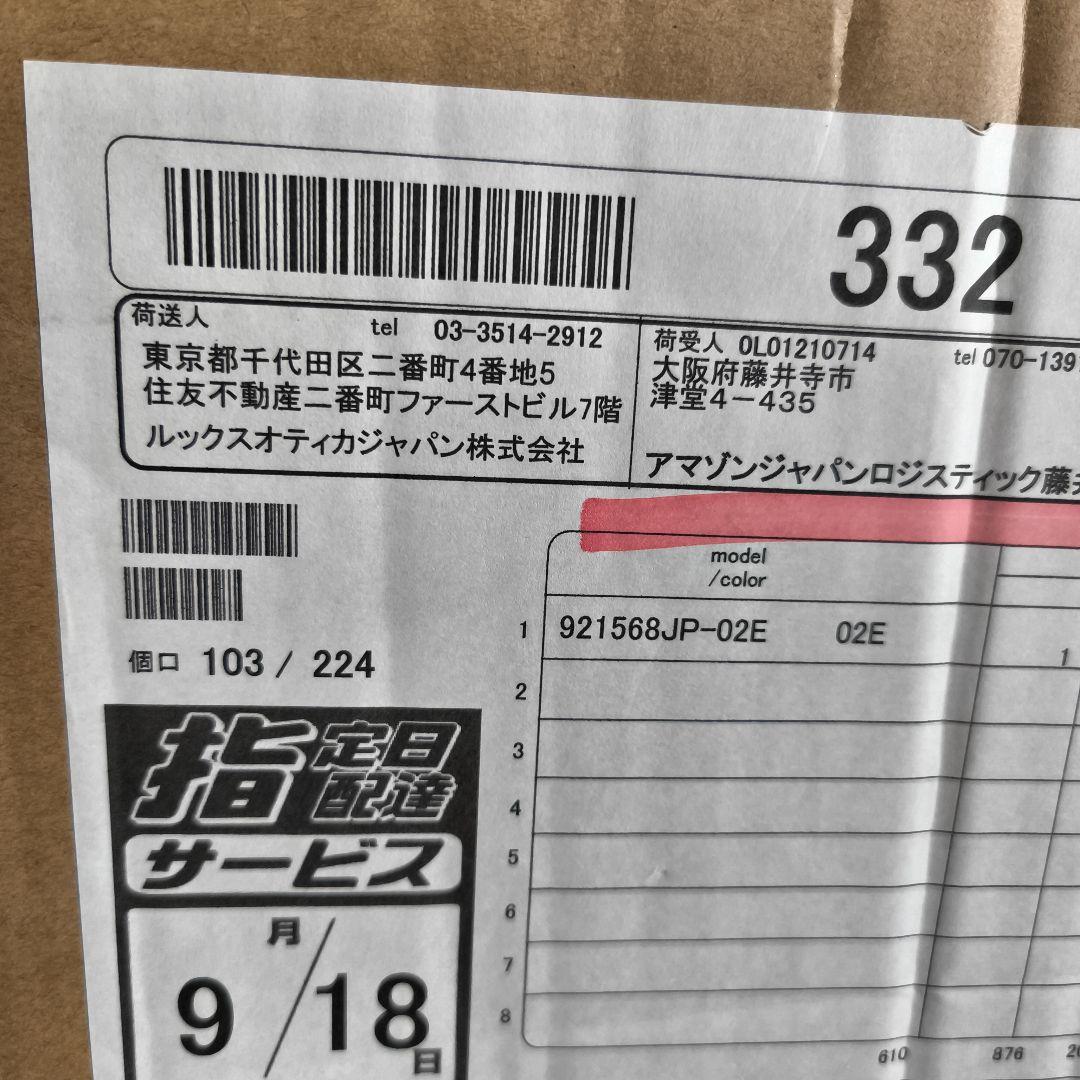 332
荷送人 tel 03-3514-2912
東京都千代田区二番町4番地5
住友不動産二番町ファーストビル7階
ルックスオティカジャパン株式会社
荷受人 0L01210714 tel 070-139
大阪府藤井寺市
津堂4-435
アマゾンジャパンロジスティック藤
個口 103 / 224
指定日
配達
サービス
月
9 / 18
日
model
/color
1 921568JP-02E 02E 1
2
3
4
5
6
7
8
610 876